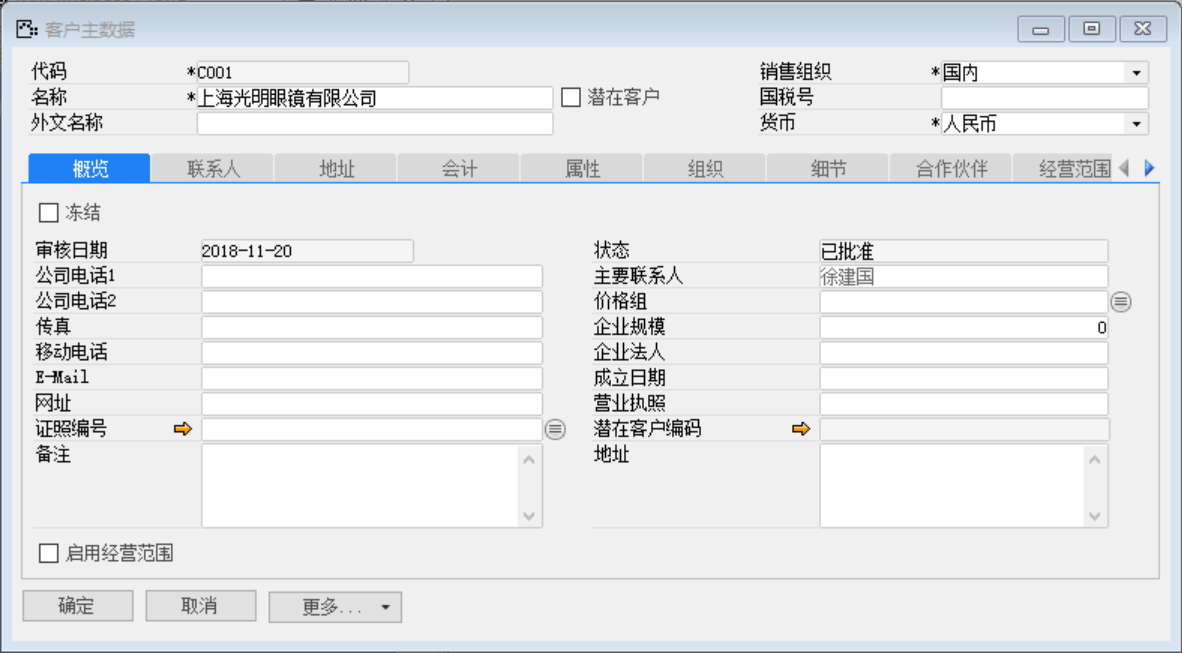 客户主数据
代码 *C001 销售组织 *国内
名称 *上海光明眼镜有限公司 潜在客户 国税号
外文名称 货币 *人民币
概览 联系人 地址 会计 属性 组织 细节 合作伙伴 经营范围
冻结
审核日期 2018-11-20 状态 已批准
公司电话1 主要联系人 徐建国
公司电话2 价格组
传真 企业规模 0
移动电话 企业法人
E-Mail 成立日期
网址 营业执照
证照编号 潜在客户编码
备注 地址
启用经营范围
确定 取消 更多...